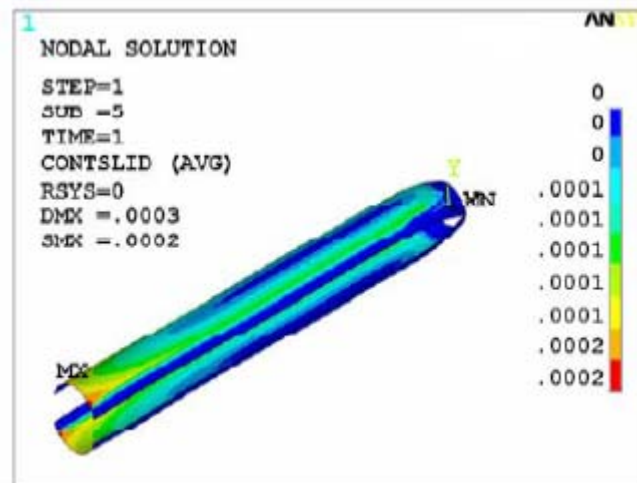 1
ANSYS
NODAL SOLUTION
STEP=1
SUB =5
TIME=1
CONTSLID (AVG)
RSYS=0
DMX =.0003
SMX =.0002
Y
MN
MX
0
0
0
.0001
.0001
.0001
.0001
.0001
.0002
.0002